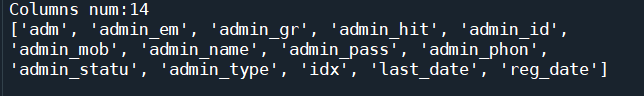 Columns num:14
['adm', 'admin_em', 'admin_gr', 'admin_hit', 'admin_id',
'admin_mob', 'admin_name', 'admin_pass', 'admin_phon',
'admin_statu', 'admin_type', 'idx', 'last_date', 'reg_date']